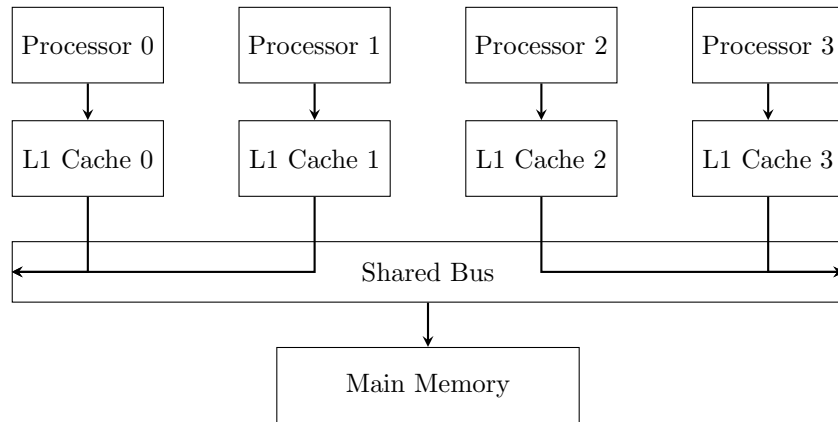 Processor 0
Processor 1
Processor 2
Processor 3
L1 Cache 0
L1 Cache 1
L1 Cache 2
L1 Cache 3
Shared Bus
Main Memory